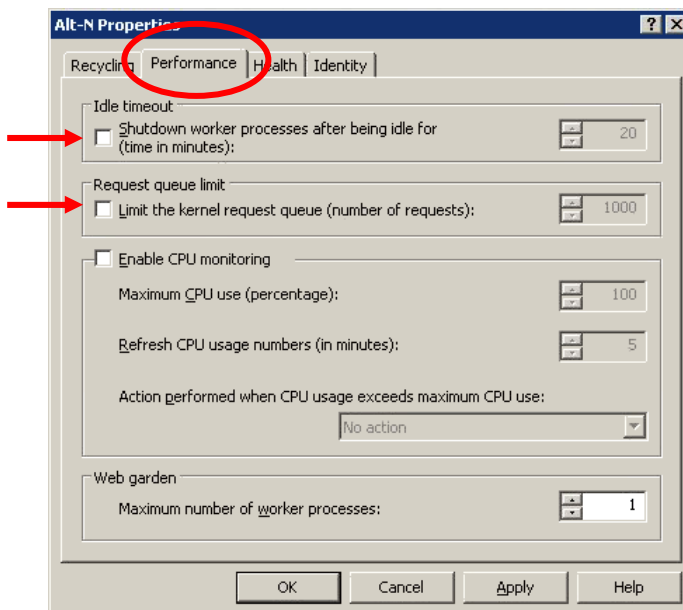 Alt-N Properties
Recycling Performance Health Identity
Idle timeout
Shutdown worker processes after being idle for
(time in minutes):
20
Request queue limit
Limit the kernel request queue (number of requests):
1000
Enable CPU monitoring
Maximum CPU use (percentage):
100
Refresh CPU usage numbers (in minutes):
5
Action performed when CPU usage exceeds maximum CPU use:
No action
Web garden
Maximum number of worker processes:
1
OK Cancel Apply Help